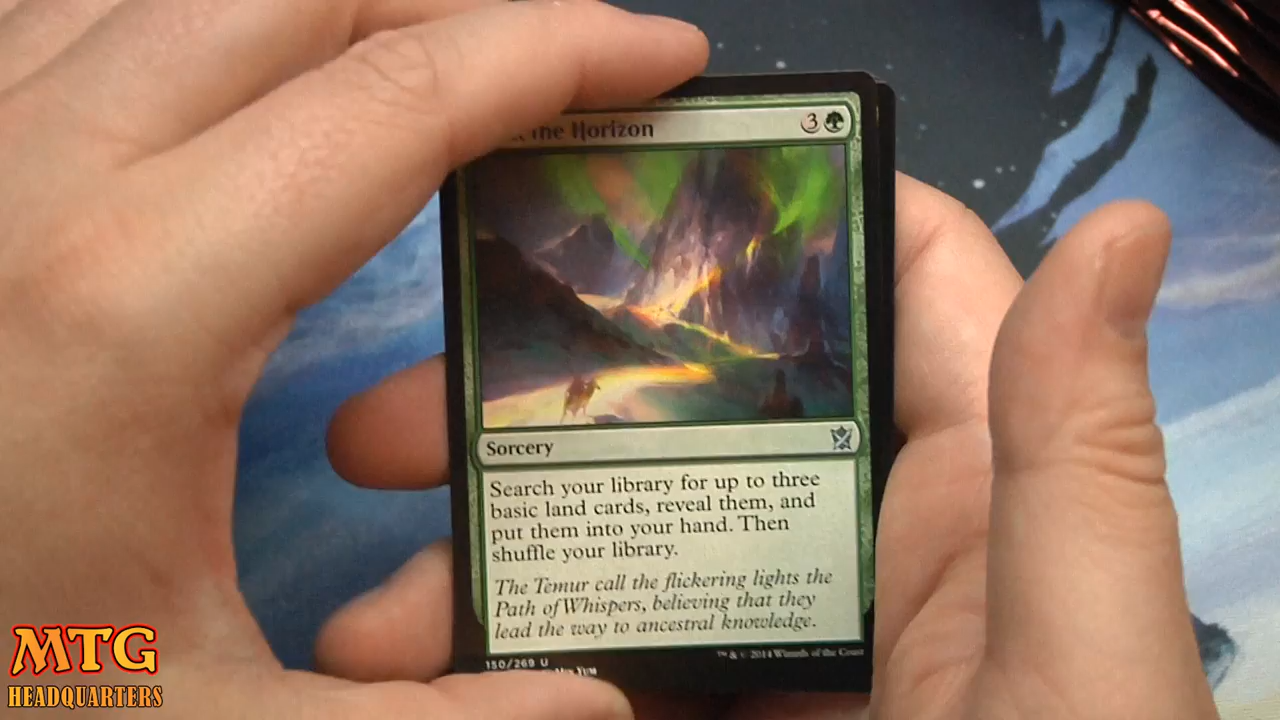 the Horizon
3
Sorcery
Search your library for up to three
basic land cards, reveal them, and
put them into your hand. Then
shuffle your library.
The Temur call the flickering lights the
Path of Whispers, believing that they
lead the way to ancestral knowledge.
150/269 U
™ & © 2014 Wizards of the Coast
MTG
HEADQUARTERS